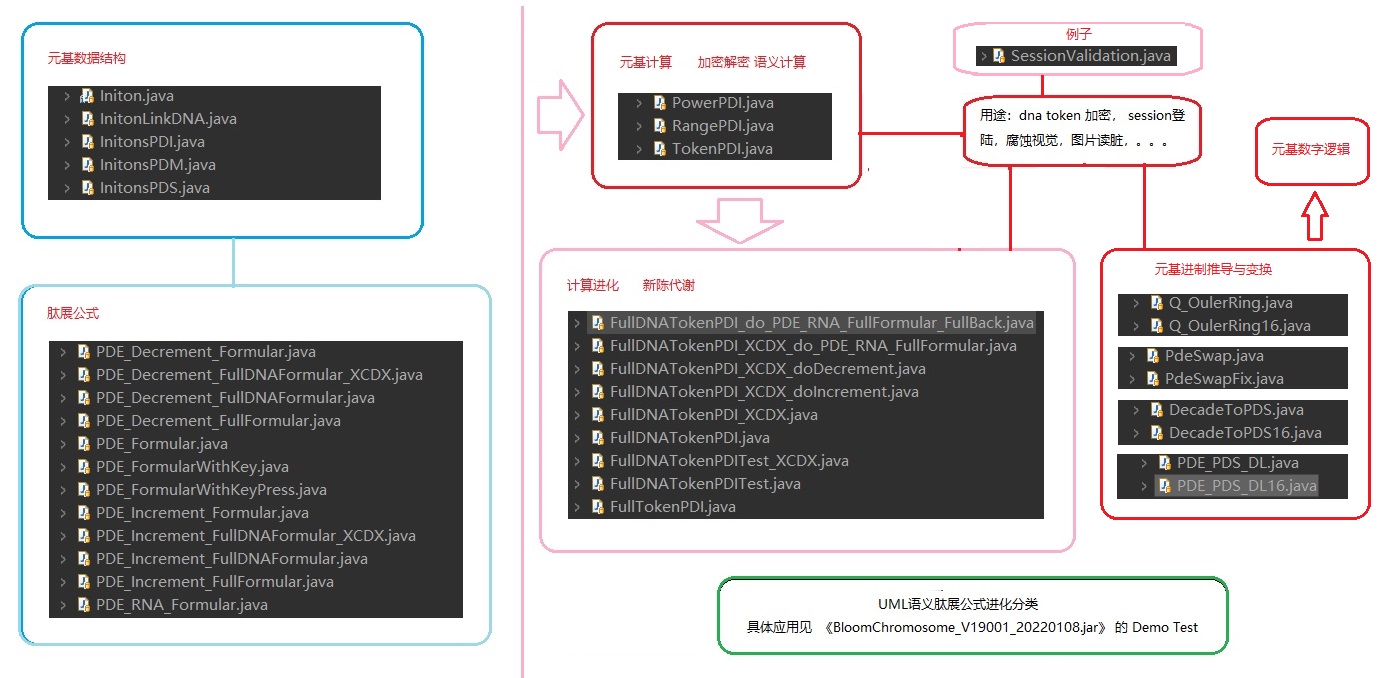 元基数据结构
Initon.java
InitonLinkDNA.java
InitonsPDI.java
InitonsPDM.java
InitonsPDS.java
肽展公式
PDE_Decrement_Formular.java
PDE_Decrement_FullDNAFormular_XCDX.java
PDE_Decrement_FullDNAFormular.java
PDE_Decrement_FullFormular.java
PDE_Formular.java
PDE_FormularWithKey.java
PDE_FormularWithKeyPress.java
PDE_Increment_Formular.java
PDE_Increment_FullDNAFormular_XCDX.java
PDE_Increment_FullDNAFormular.java
PDE_Increment_FullFormular.java
PDE_RNA_Formular.java
元基计算 加密解密 语义计算
PowerPDI.java
RangePDI.java
TokenPDI.java
例子
SessionValidation.java
用途：dna token 加密， session登
陆，腐蚀视觉，图片读脏，。。。
计算进化 新陈代谢
FullDNATokenPDI_do_PDE_RNA_FullFormular_FullBack.java
FullDNATokenPDI_XCDX_do_PDE_RNA_FullFormular.java
FullDNATokenPDI_XCDX_doDecrement.java
FullDNATokenPDI_XCDX_doIncrement.java
FullDNATokenPDI_XCDX.java
FullDNATokenPDI.java
FullDNATokenPDITest_XCDX.java
FullDNATokenPDITest.java
FullTokenPDI.java
元基数字逻辑
元基进制推导与变换
Q_OulerRing.java
Q_OulerRing16.java
PdeSwap.java
PdeSwapFix.java
DecadeToPDS.java
DecadeToPDS16.java
PDE_PDS_DL.java
PDE_PDS_DL16.java
UML语义肽展公式进化分类
具体应用见 《BloomChromosome_V19001_20220108.jar》 的 Demo Test